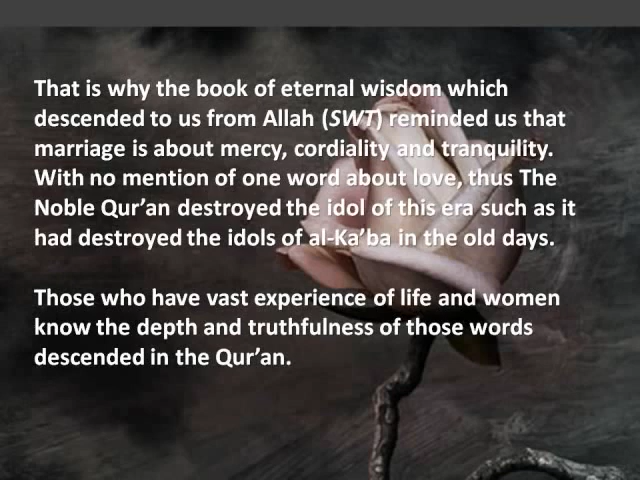 That is why the book of eternal wisdom which
descended to us from Allah (SWT) reminded us that
marriage is about mercy, cordiality and tranquility.
With no mention of one word about love, thus The
Noble Qur’an destroyed the idol of this era such as it
had destroyed the idols of al-Ka’ba in the old days.
Those who have vast experience of life and women
know the depth and truthfulness of those words
descended in the Qur’an.